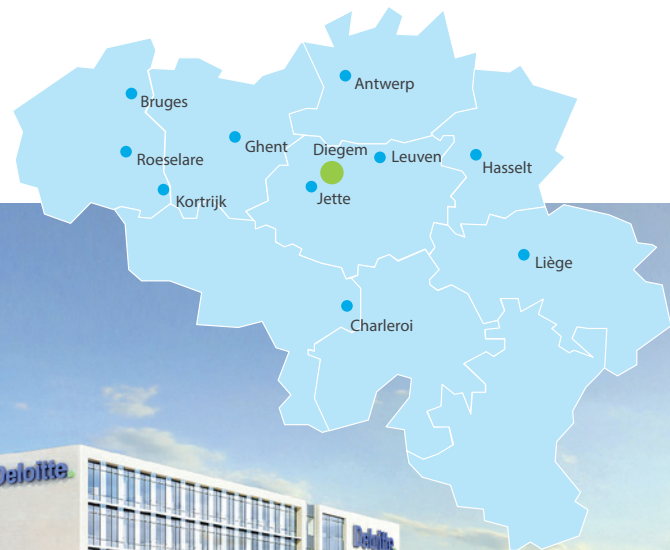 Antwerp
Bruges
Ghent
Diegem
Roeselare
Leuven
Hasselt
Jette
Kortrijk
Liège
Charleroi
Deloitte.
Deloitte.